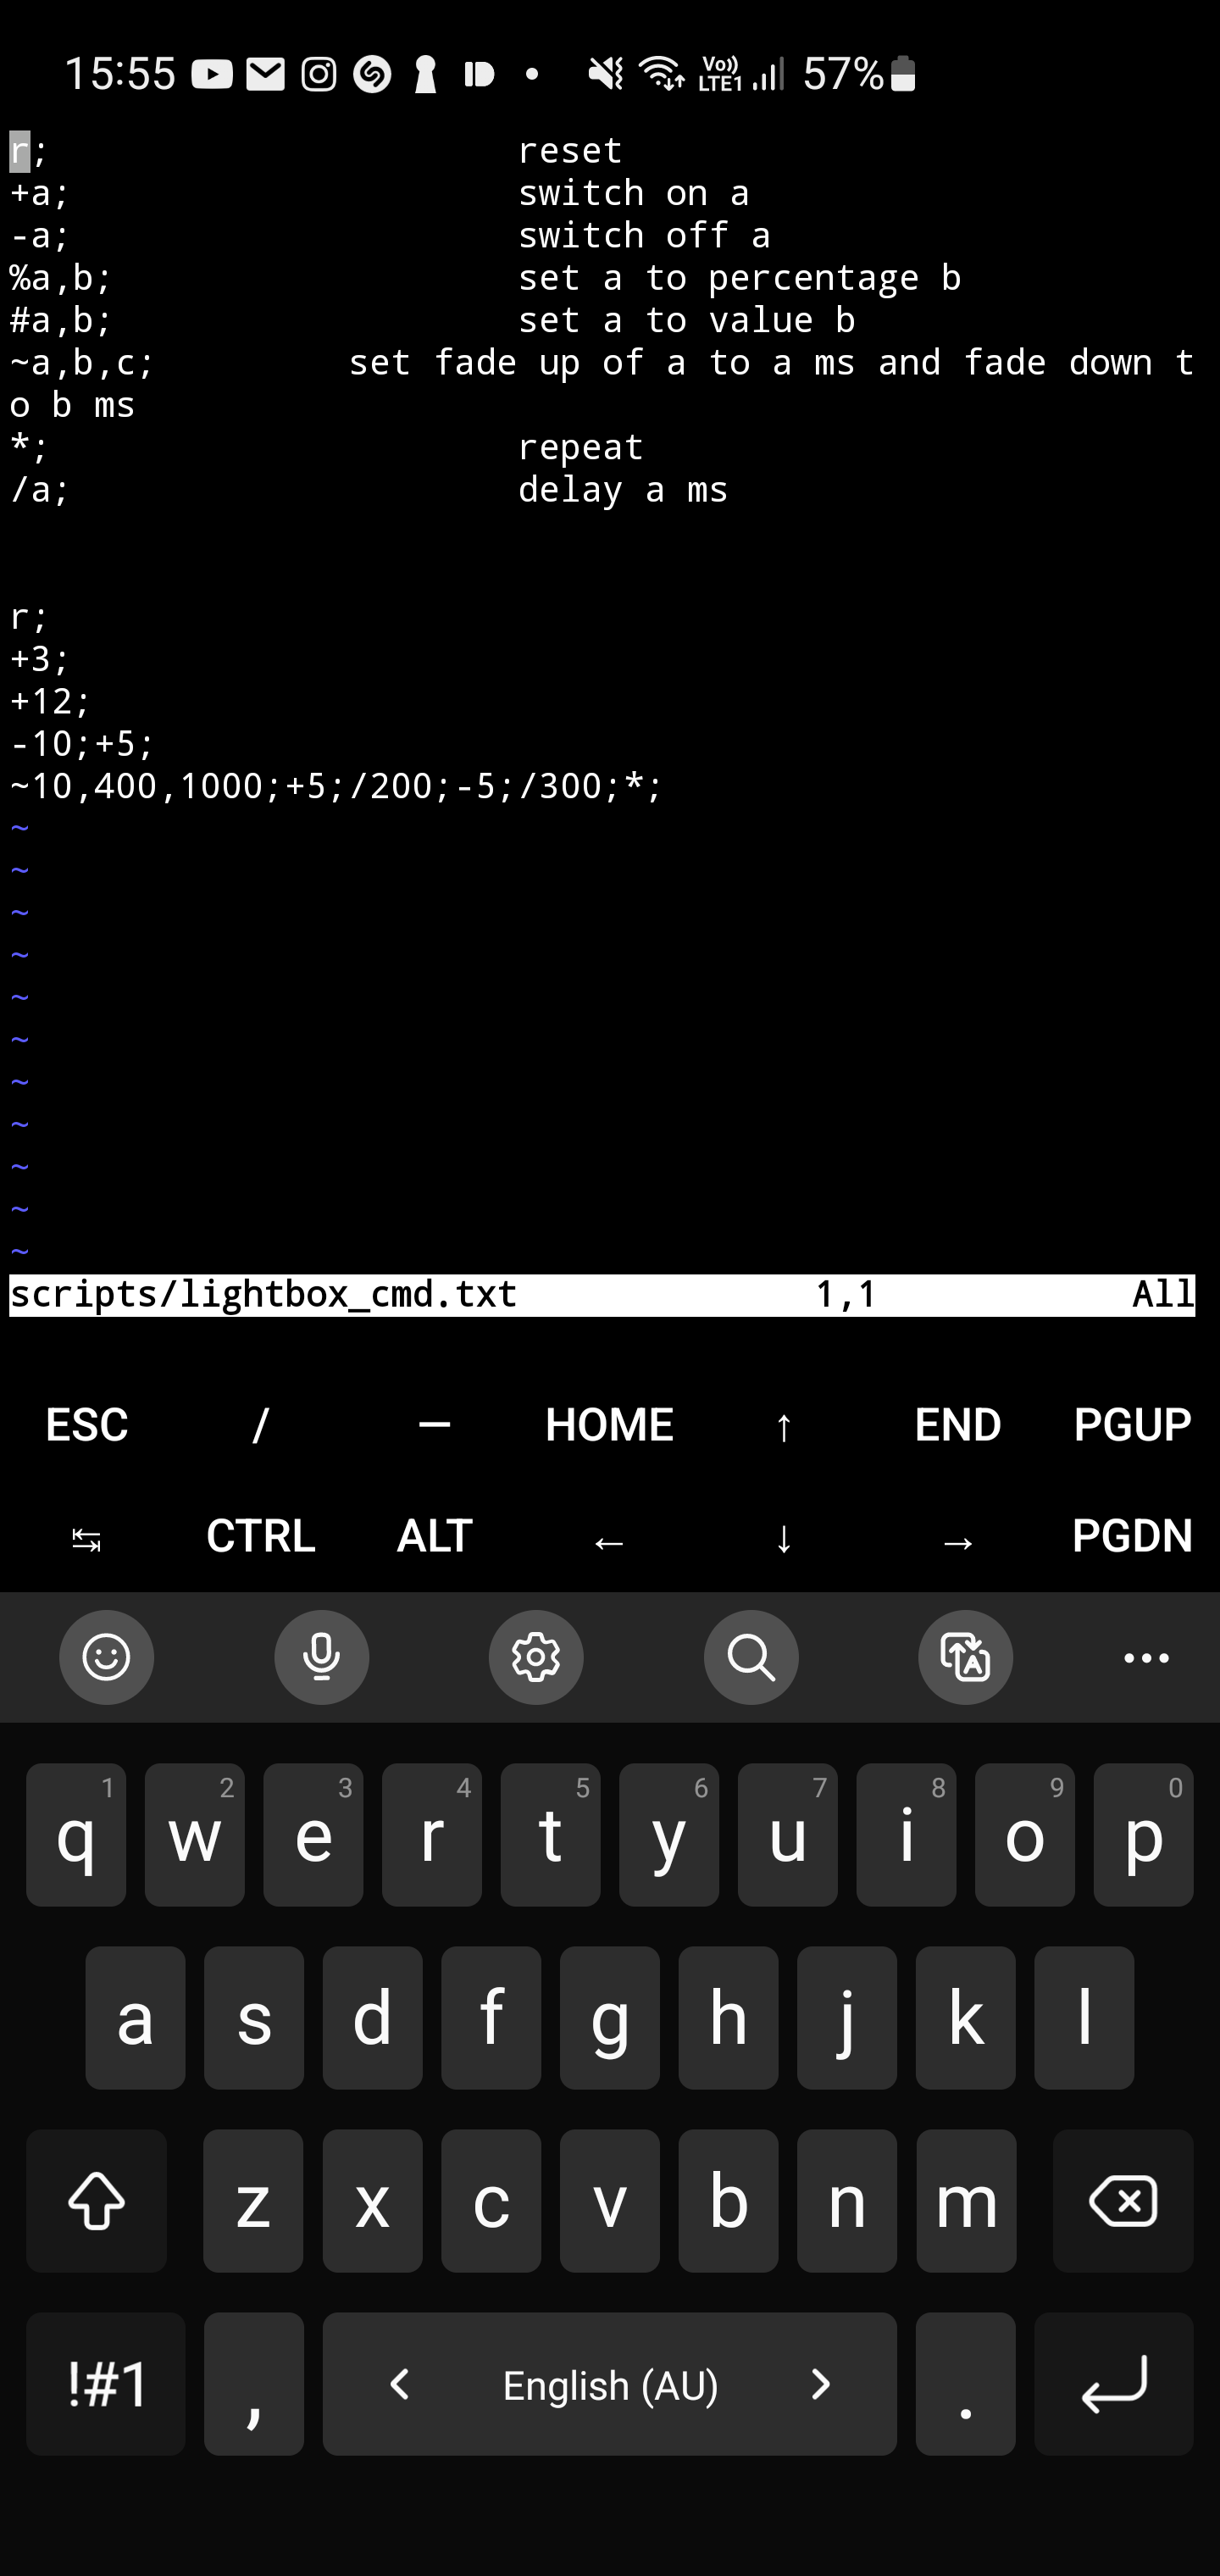 15:55 Vo)) LTE1 57%
r; reset
+a; switch on a
-a; switch off a
%a,b; set a to percentage b
#a,b; set a to value b
~a,b,c; set fade up of a to a ms and fade down t
o b ms
*; repeat
/a; delay a ms
r;
+3;
+12;
-10;+5;
~10,400,1000;+5;/200;-5;/300;*;
~
~
~
~
~
~
~
~
~
~
~
scripts/lightbox_cmd.txt 1,1 All
ESC / — HOME ↑ END PGUP
↹ CTRL ALT ← ↓ → PGDN
1 2 3 4 5 6 7 8 9 0
q w e r t y u i o p
a s d f g h j k l
z x c v b n m
!#1 , < English (AU) > .